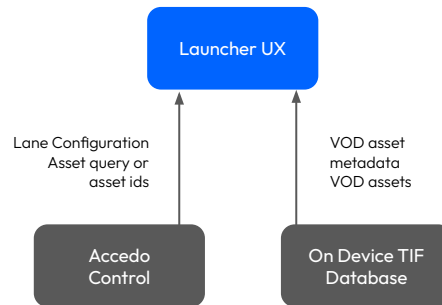 Launcher UX
Lane Configuration
Asset query or
asset ids
VOD asset
metadata
VOD assets
Accedo
Control
On Device TIF
Database